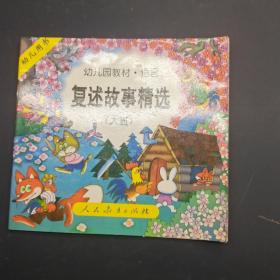 幼儿用书
幼儿园教材·语言
复述故事精选
(大班)
人民教育出版社